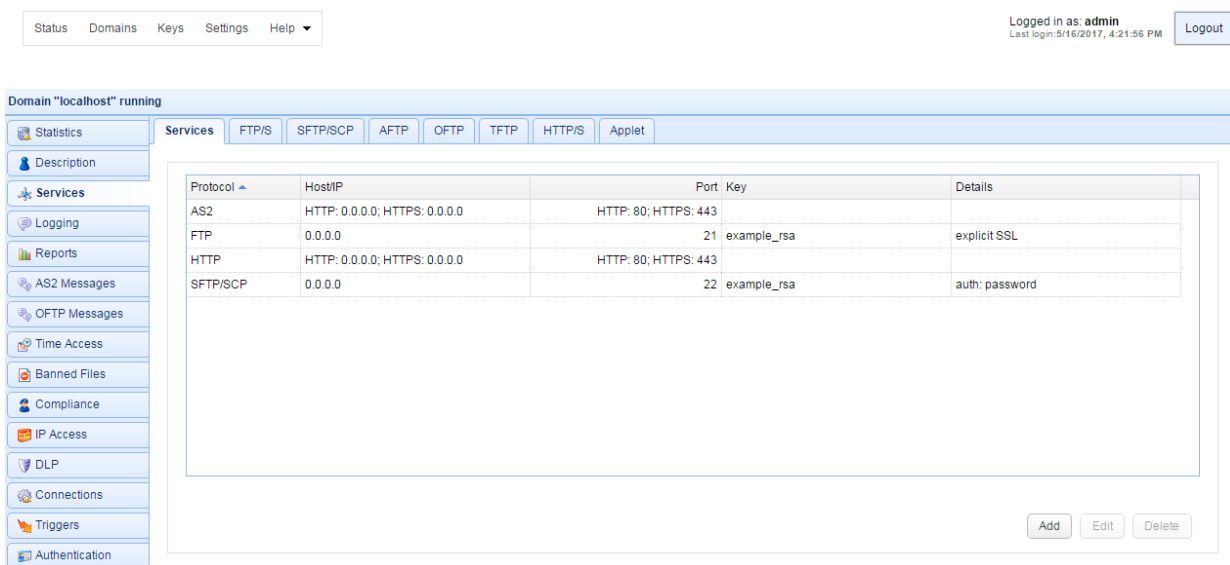 Status Domains Keys Settings Help
Logged in as: admin
Last login:5/16/2017, 4:21:56 PM
Logout
Domain "localhost" running
Statistics
Description
Services
Logging
Reports
AS2 Messages
OFTP Messages
Time Access
Banned Files
Compliance
IP Access
DLP
Connections
Triggers
Authentication
Services FTP/S SFTP/SCP AFTP OFTP TFTP HTTP/S Applet
Protocol Host/IP Port Key Details
AS2 HTTP: 0.0.0.0; HTTPS: 0.0.0.0 HTTP: 80; HTTPS: 443
FTP 0.0.0.0 21 example_rsa explicit SSL
HTTP HTTP: 0.0.0.0; HTTPS: 0.0.0.0 HTTP: 80; HTTPS: 443
SFTP/SCP 0.0.0.0 22 example_rsa auth: password
Add Edit Delete